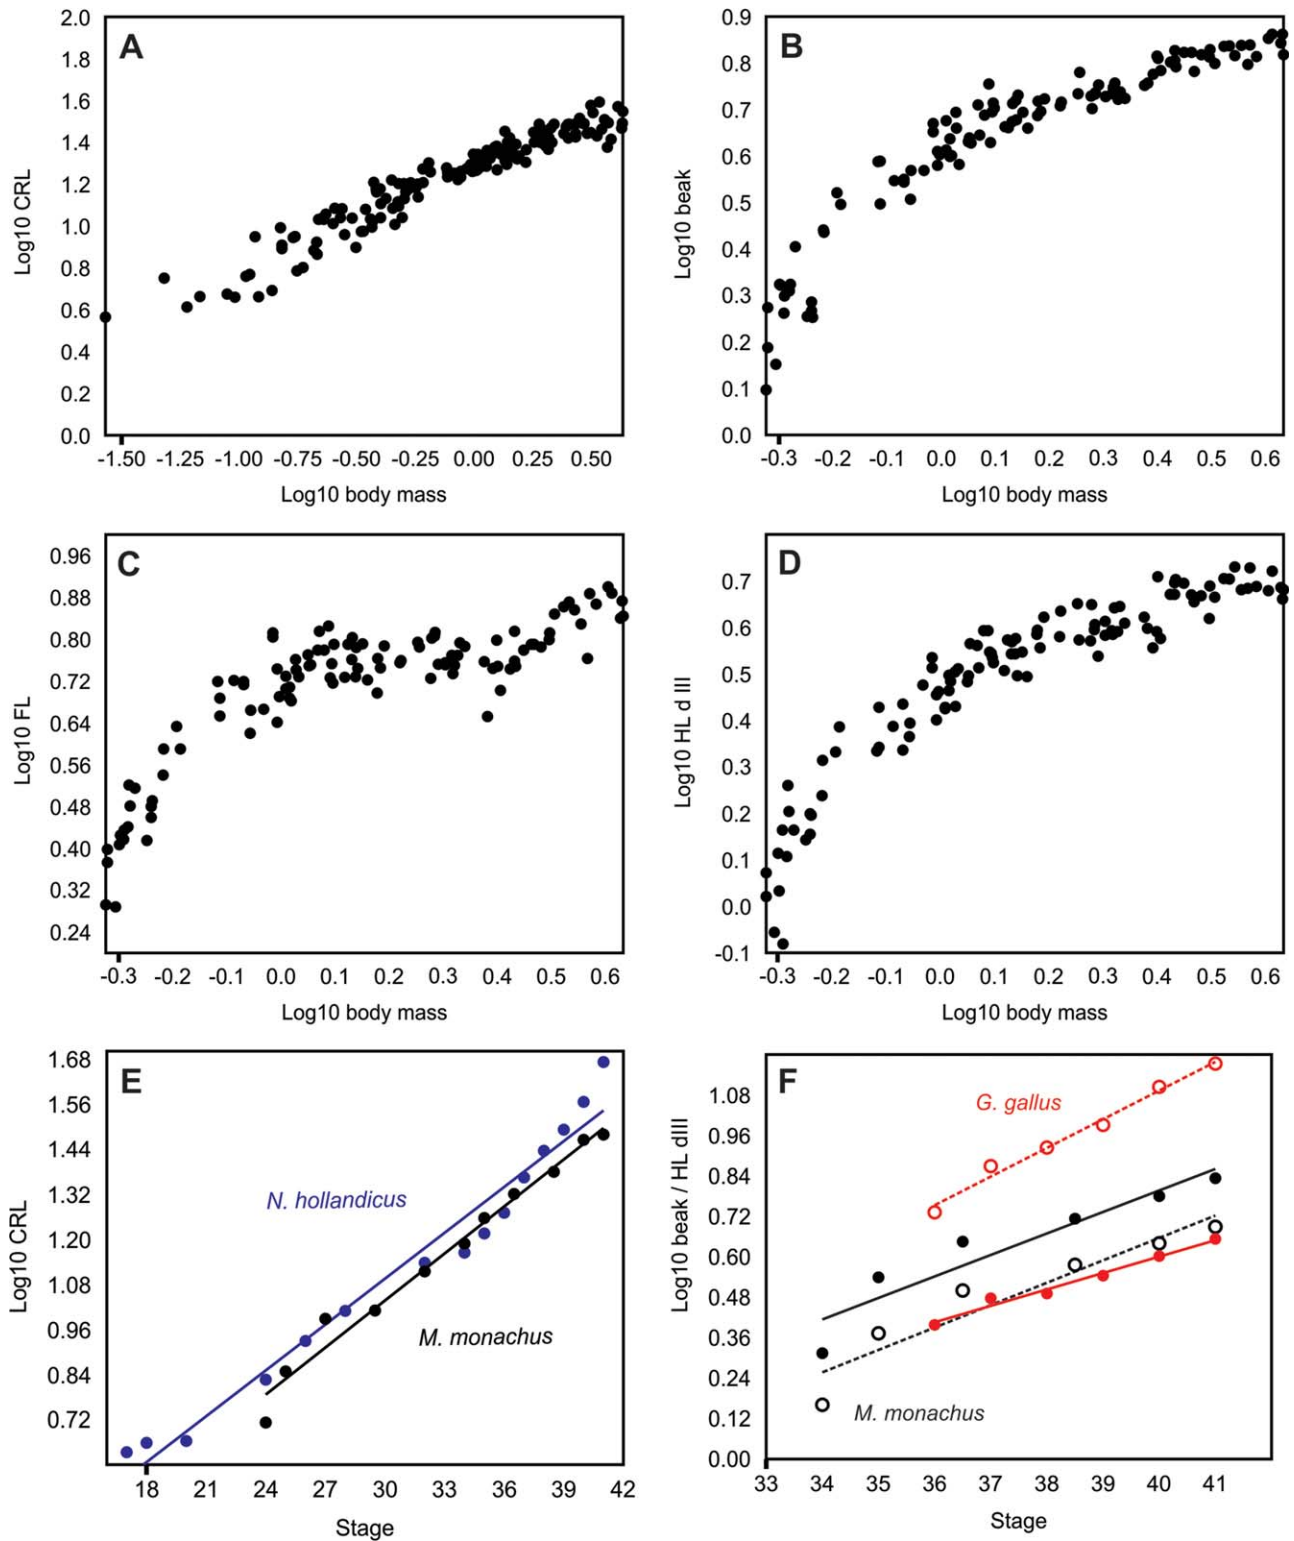 A
2.0
1.8
1.6
1.4
1.2
1.0
0.8
0.6
0.4
0.2
0.0
Log10 CRL
-1.50 -1.25 -1.00 -0.75 -0.50 -0.25 0.00 0.25 0.50
Log10 body mass
B
0.9
0.8
0.7
0.6
0.5
0.4
0.3
0.2
0.1
0.0
Log10 beak
-0.3 -0.2 -0.1 0.0 0.1 0.2 0.3 0.4 0.5 0.6
Log10 body mass
C
0.96
0.88
0.80
0.72
0.64
0.56
0.48
0.40
0.32
0.24
Log10 FL
-0.3 -0.2 -0.1 0.0 0.1 0.2 0.3 0.4 0.5 0.6
Log10 body mass
D
0.7
0.6
0.5
0.4
0.3
0.2
0.1
0.0
-0.1
Log10 HL d III
-0.3 -0.2 -0.1 0.0 0.1 0.2 0.3 0.4 0.5 0.6
Log10 body mass
E
1.68
1.56
1.44
1.32
1.20
1.08
0.96
0.84
0.72
Log10 CRL
N. hollandicus
M. monachus
18 21 24 27 30 33 36 39 42
Stage
F
1.08
0.96
0.84
0.72
0.60
0.48
0.36
0.24
0.12
0.00
Log10 beak / HL dIII
G. gallus
M. monachus
33 34 35 36 37 38 39 40 41
Stage